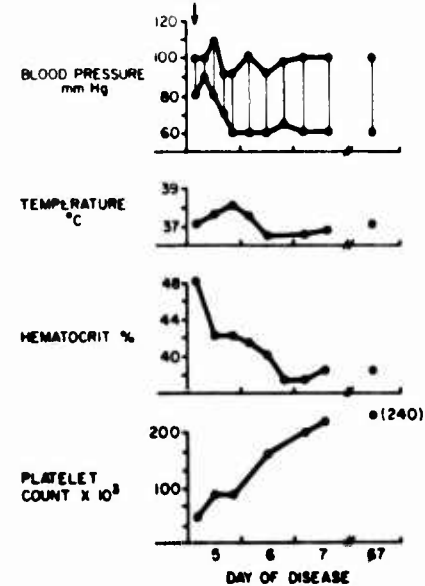 120
100
BLOOD PRESSURE
mm Hg
80
60
39
TEMPERATURE
°C
37
48
44
HEMATOCRIT %
40
(240)
200
PLATELET
COUNT X 10³
100
5 6 7 67
DAY OF DISEASE